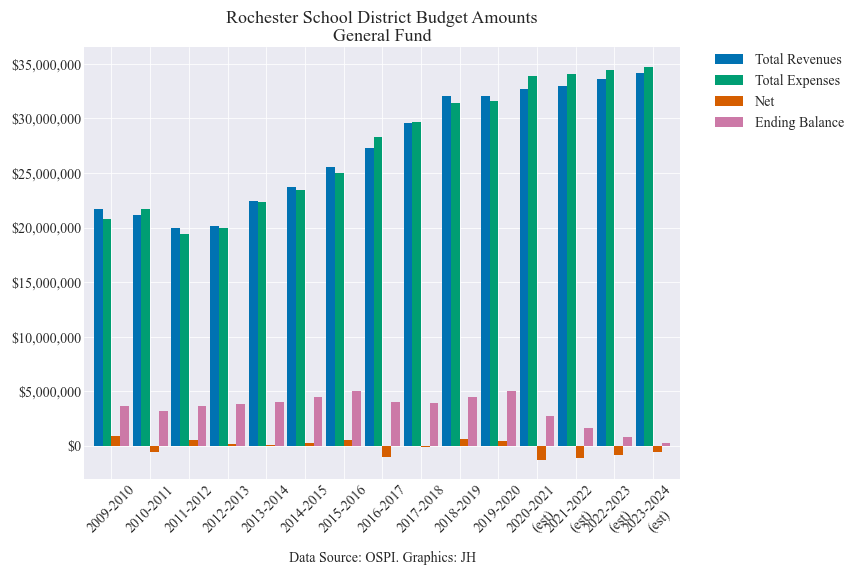 Rochester School District Budget Amounts
General Fund
Total Revenues
Total Expenses
Net
Ending Balance
$35,000,000
$30,000,000
$25,000,000
$20,000,000
$15,000,000
$10,000,000
$5,000,000
$0
2009-2010
2010-2011
2011-2012
2012-2013
2013-2014
2014-2015
2015-2016
2016-2017
2017-2018
2018-2019
2019-2020
2020-2021
(est)
2021-2022
(est)
2022-2023
(est)
2023-2024
(est)
Data Source: OSPI. Graphics: JH